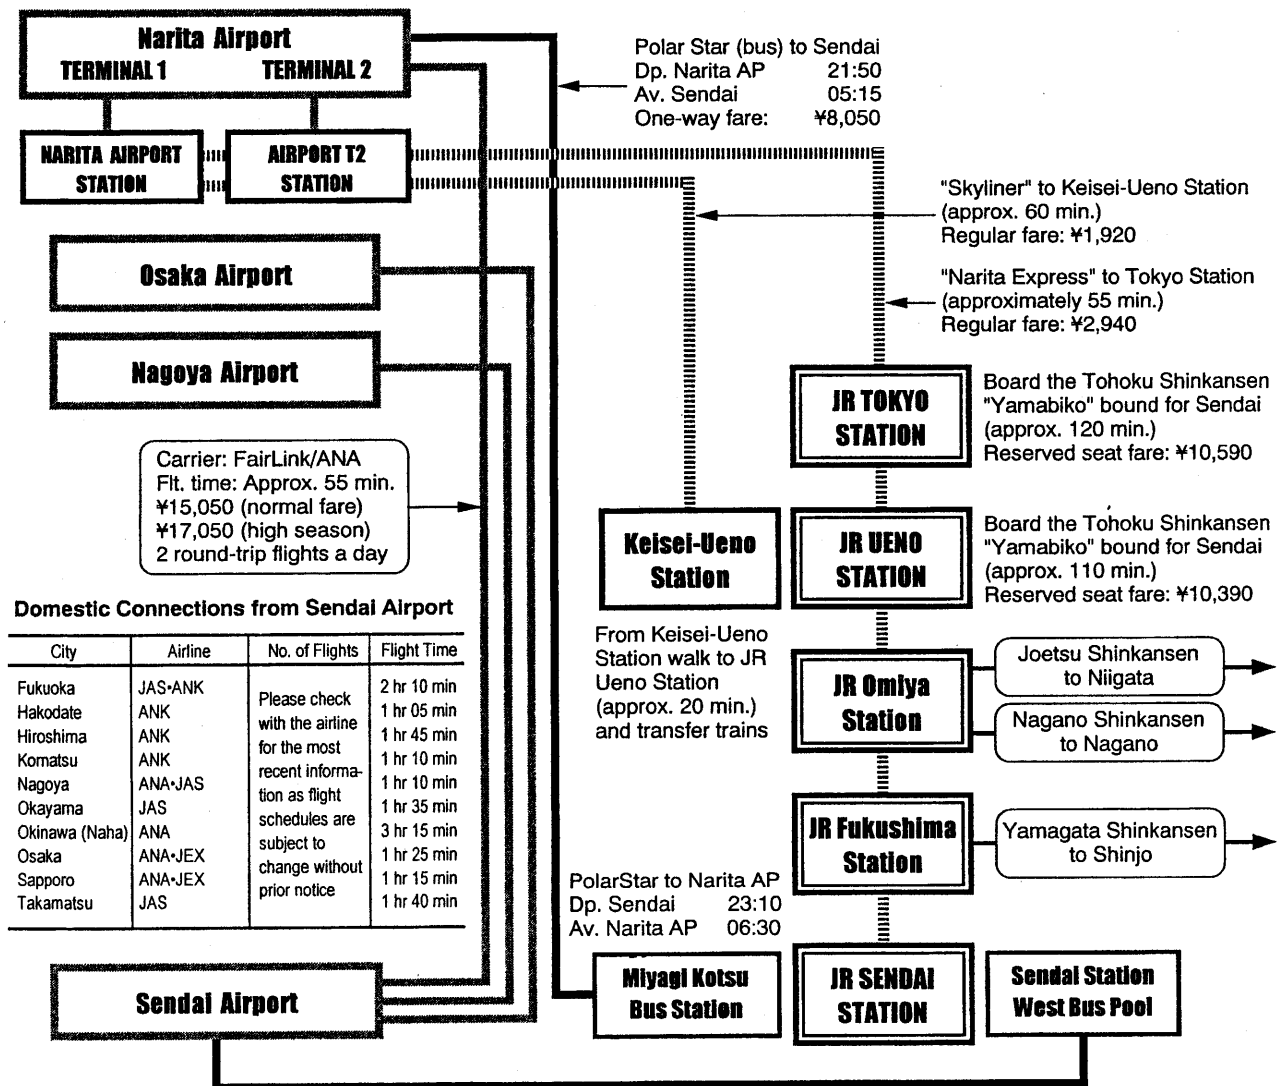 Narita Airport
TERMINAL 1
TERMINAL 2
Polar Star (bus) to Sendai
Dp. Narita AP 21:50
Av. Sendai 05:15
One-way fare: ¥8,050
NARITA AIRPORT
STATION
AIRPORT T2
STATION
"Skyliner" to Keisei-Ueno Station
(approx. 60 min.)
Regular fare: ¥1,920
Osaka Airport
"Narita Express" to Tokyo Station
(approximately 55 min.)
Regular fare: ¥2,940
Nagoya Airport
JR TOKYO
STATION
Board the Tohoku Shinkansen
"Yamabiko" bound for Sendai
(approx. 120 min.)
Reserved seat fare: ¥10,590
Carrier: FairLink/ANA
Flt. time: Approx. 55 min.
¥15,050 (normal fare)
¥17,050 (high season)
2 round-trip flights a day
Keisei-Ueno
Station
JR UENO
STATION
Board the Tohoku Shinkansen
"Yamabiko" bound for Sendai
(approx. 110 min.)
Reserved seat fare: ¥10,390
From Keisei-Ueno
Station walk to JR
Ueno Station
(approx. 20 min.)
and transfer trains
JR Omiya
Station
Joetsu Shinkansen
to Niigata
Nagano Shinkansen
to Nagano
JR Fukushima
Station
Yamagata Shinkansen
to Shinjo
Domestic Connections from Sendai Airport
City Airline No. of Flights Flight Time
Fukuoka JAS•ANK 2 hr 10 min
Hakodate ANK 1 hr 05 min
Hiroshima ANK 1 hr 45 min
Komatsu ANK 1 hr 10 min
Nagoya ANA•JAS 1 hr 10 min
Okayama JAS 1 hr 35 min
Okinawa (Naha) ANA 3 hr 15 min
Osaka ANA•JEX 1 hr 25 min
Sapporo ANA•JEX 1 hr 15 min
Takamatsu JAS 1 hr 40 min
Please check
with the airline
for the most
recent informa-
tion as flight
schedules are
subject to
change without
prior notice
PolarStar to Narita AP
Dp. Sendai 23:10
Av. Narita AP 06:30
Sendai Airport
Miyagi Kotsu
Bus Station
JR SENDAI
STATION
Sendai Station
West Bus Pool